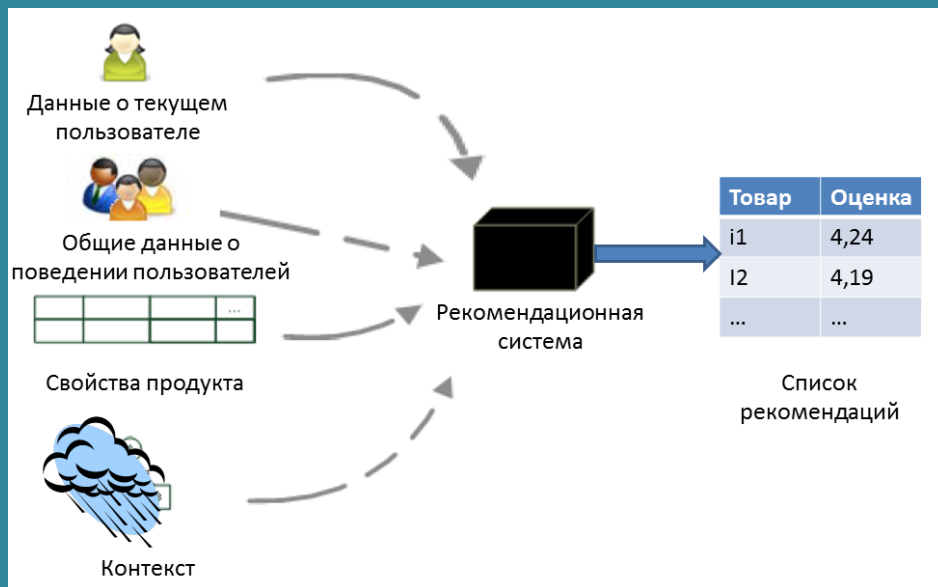 Данные о текущем
пользователе
Общие данные о
поведении пользователей
...
Свойства продукта
Контекст
Рекомендационная
система
Товар Оценка
i1 4,24
I2 4,19
... ...
Список
рекомендаций